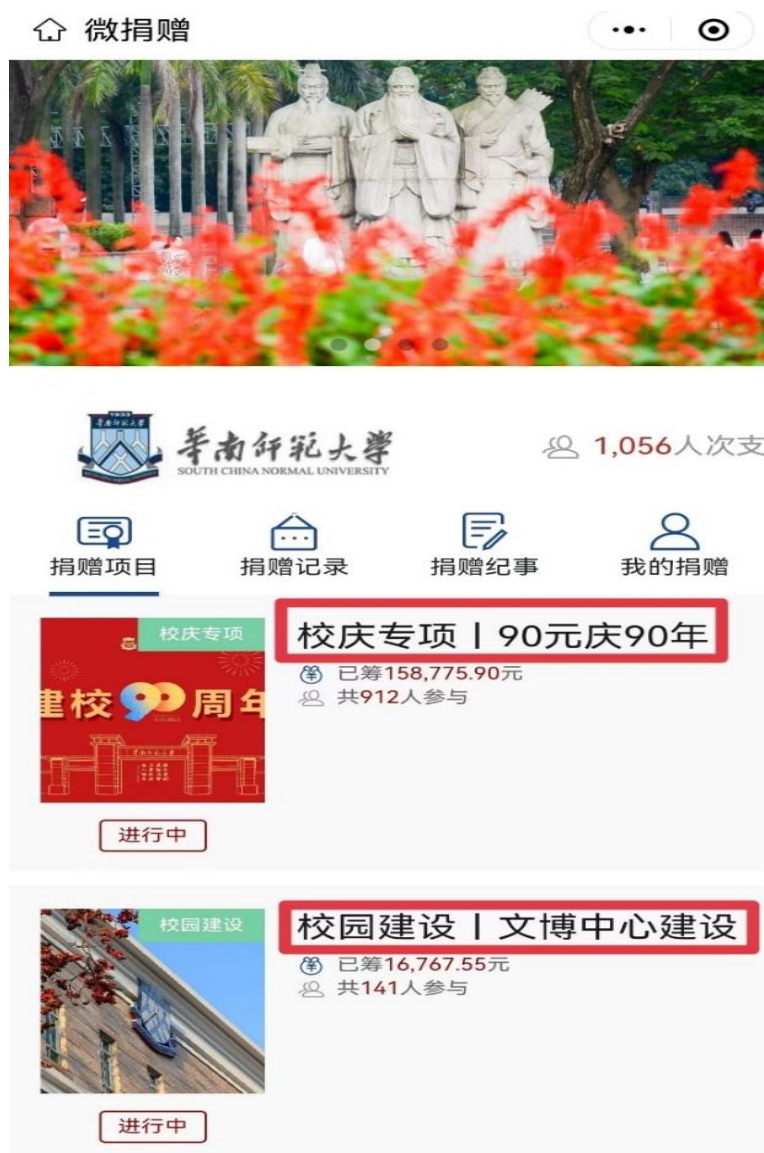 微捐赠
華南師範大學
SOUTH CHINA NORMAL UNIVERSITY
1,056人次支
捐赠项目
捐赠记录
捐赠纪事
我的捐赠
校庆专项
建校90周年
校庆专项丨90元庆90年
已筹158,775.90元
共912人参与
进行中
校园建设
校园建设丨文博中心建设
已筹16,767.55元
共141人参与
进行中